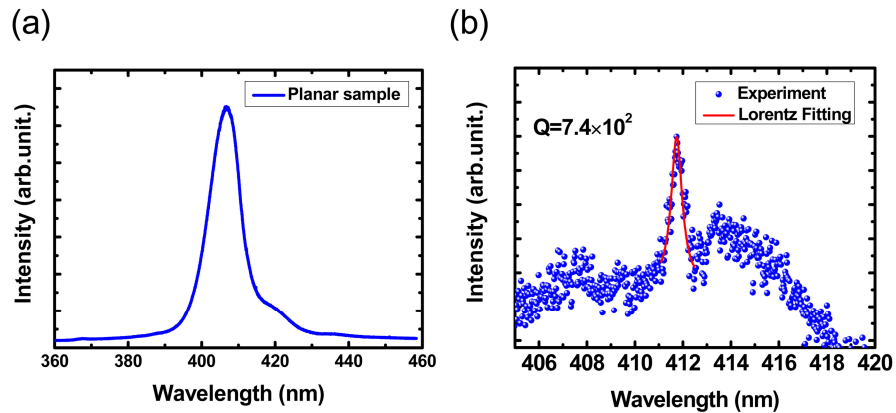 (a)
Planar sample
Intensity (arb.unit.)
360 380 400 420 440 460
Wavelength (nm)
(b)
Experiment
Lorentz Fitting
Q=7.4×10²
Intensity (arb.unit.)
406 408 410 412 414 416 418 420
Wavelength (nm)